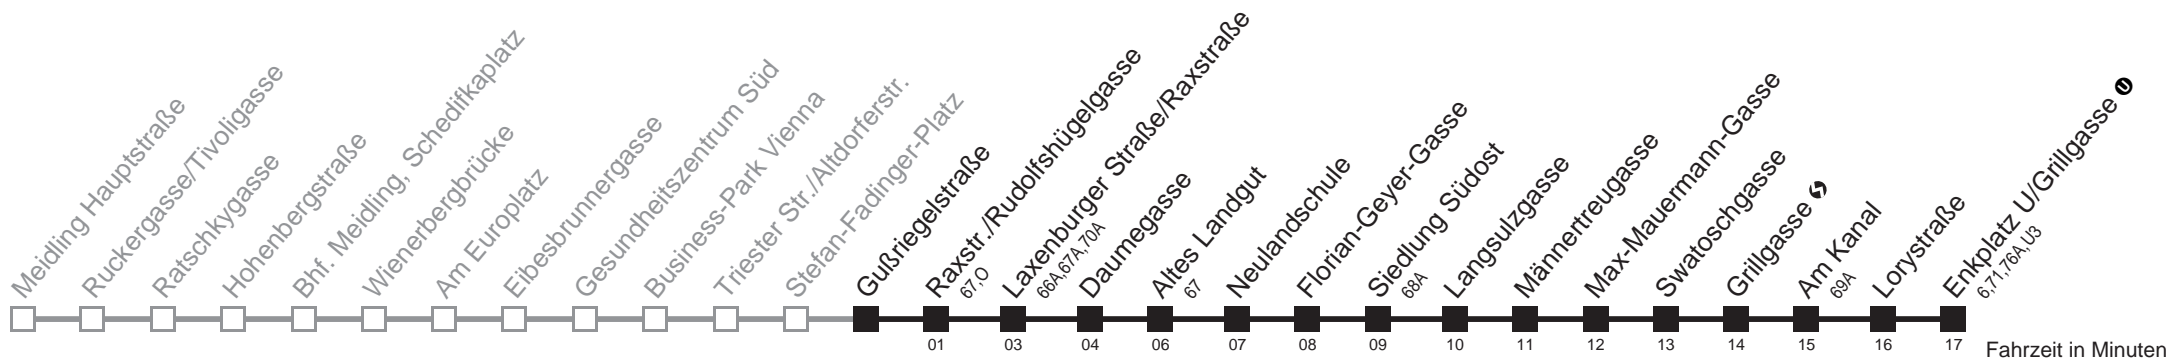 Meidling Hauptstraße
Ruckergasse/Tivoligasse
Ratschkygasse
Hohenbergstraße
Bhf. Meidling, Schedifkaplatz
Wienerbergbrücke
Am Europlatz
Eibesbrunnergasse
Gesundheitszentrum Süd
Business-Park Vienna
Triester Str./Altdorferstr.
Stefan-Fadinger-Platz
Gußriegelstraße
Raxstr./Rudolfshügelgasse
67,O
Laxenburger Straße/Raxstraße
66A,67A,70A
Daumegasse
Altes Landgut
67
Neulandschule
Florian-Geyer-Gasse
Siedlung Südost
68A
Langsulzgasse
Männertreugasse
Max-Mauermann-Gasse
Swatoschgasse
Grillgasse
Am Kanal
69A
Lorystraße
Enkplatz U/Grillgasse U
6,71,76A,U3
01 03 04 06 07 08 09 10 11 12 13 14 15 16 17 Fahrzeit in Minuten